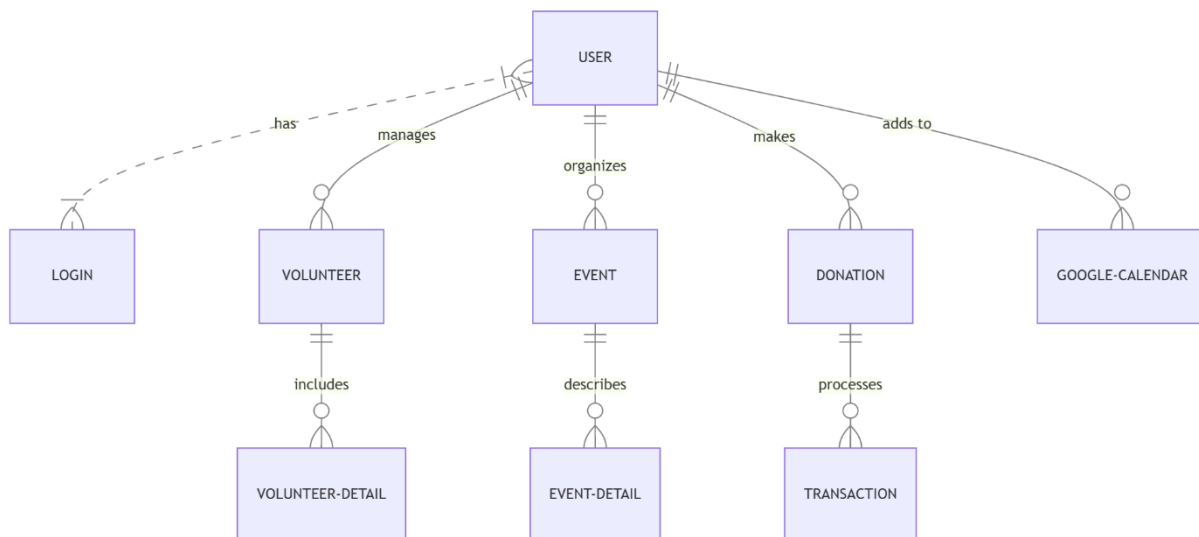 USER
has
manages
organizes
makes
adds to
LOGIN
VOLUNTEER
EVENT
DONATION
GOOGLE-CALENDAR
includes
describes
processes
VOLUNTEER-DETAIL
EVENT-DETAIL
TRANSACTION